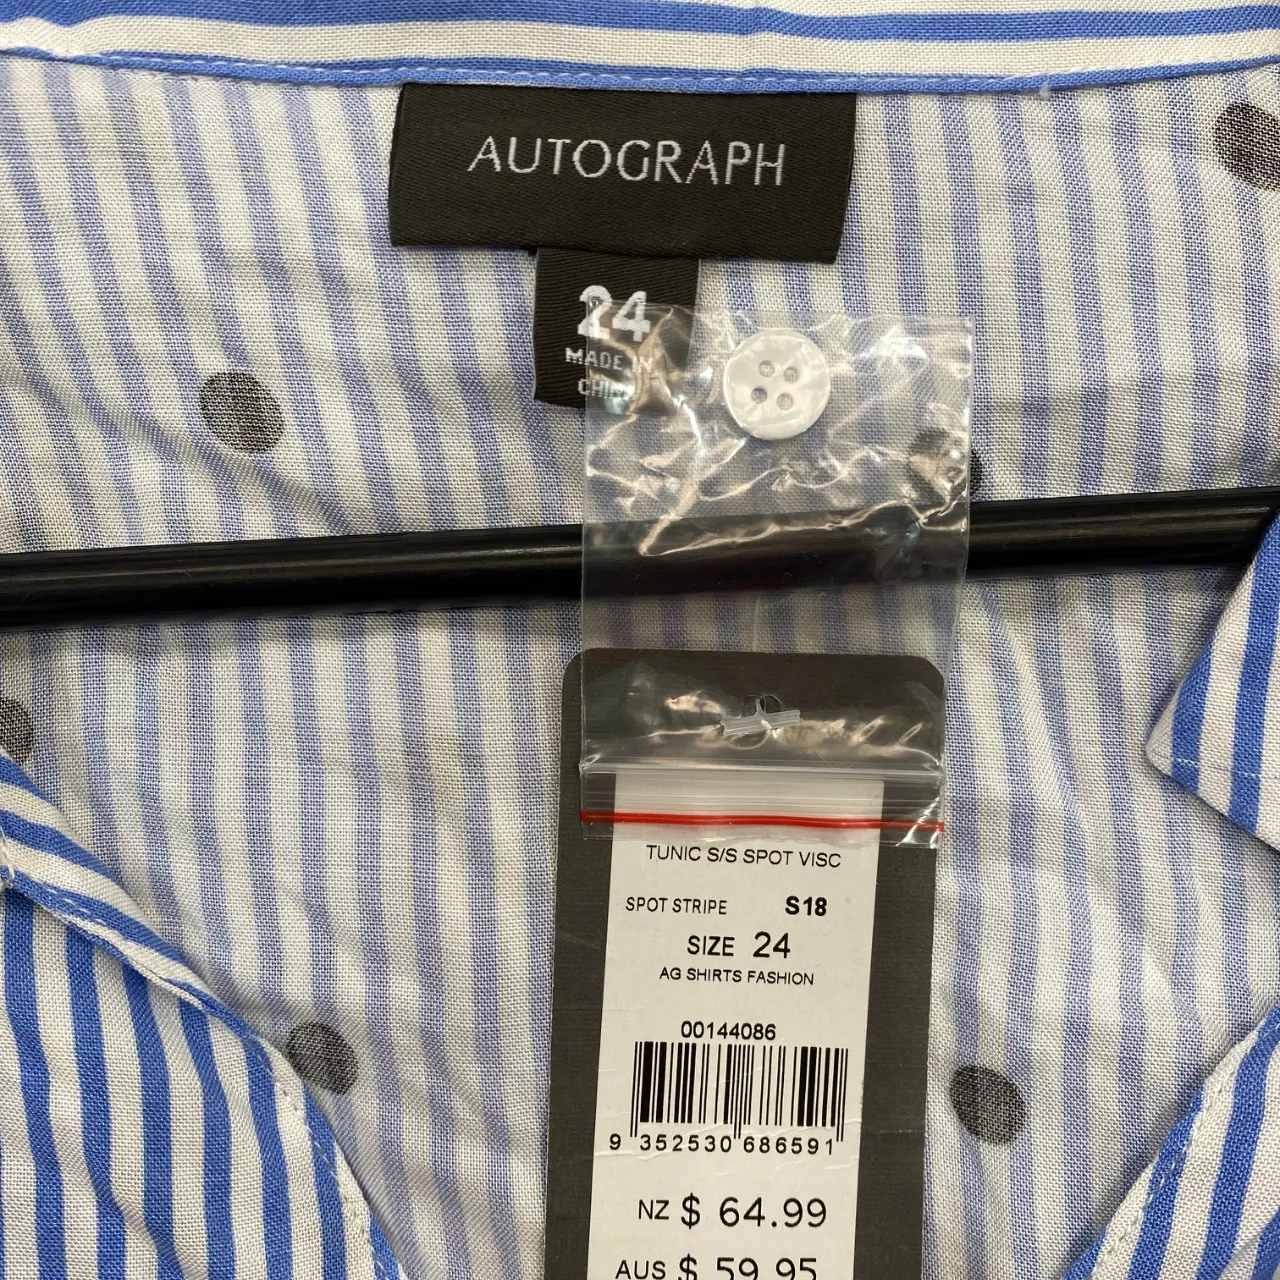 AUTOGRAPH
24
MADE IN
CHINA
TUNIC S/S SPOT VISC
SPOT STRIPE S18
SIZE 24
AG SHIRTS FASHION
00144086
9 352530 686591
NZ $ 64.99
AUS $ 59.95